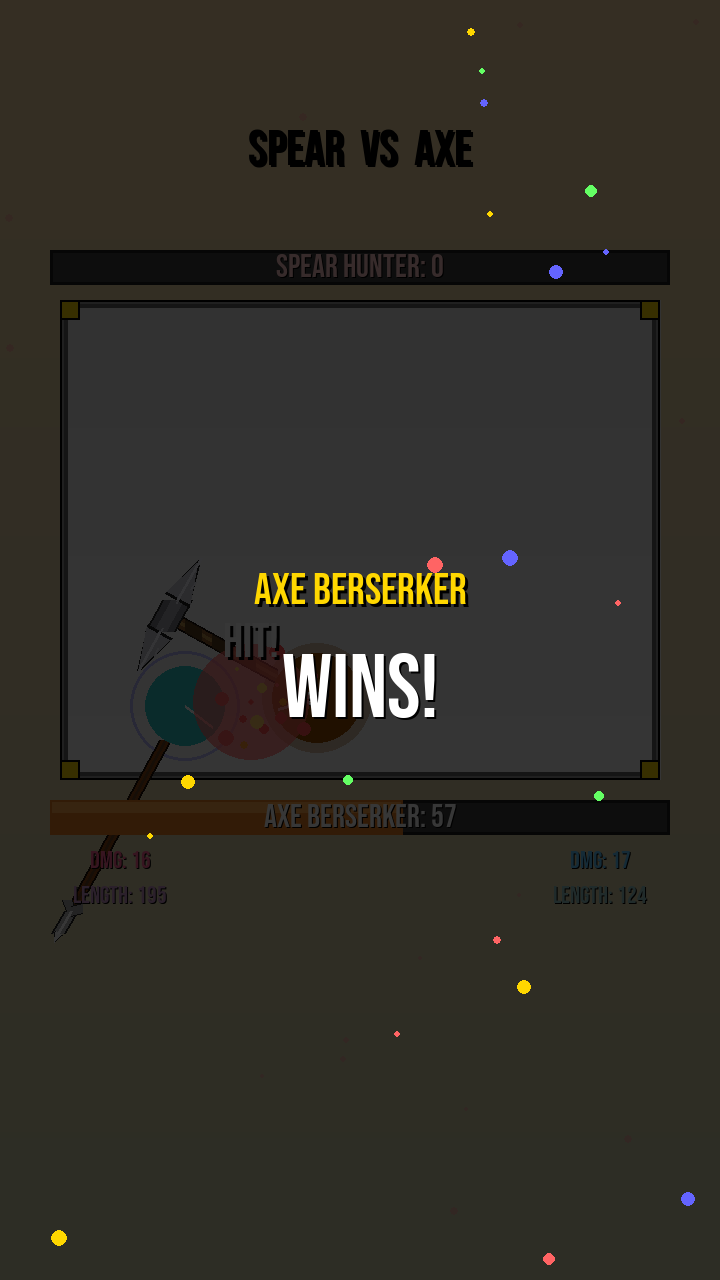 SPEAR VS AXE
SPEAR HUNTER: 0
AXE BERSERKER
HIT!
WINS!
AXE BERSERKER: 57
DMG: 16
DMG: 17
LENGTH: 195
LENGTH: 124